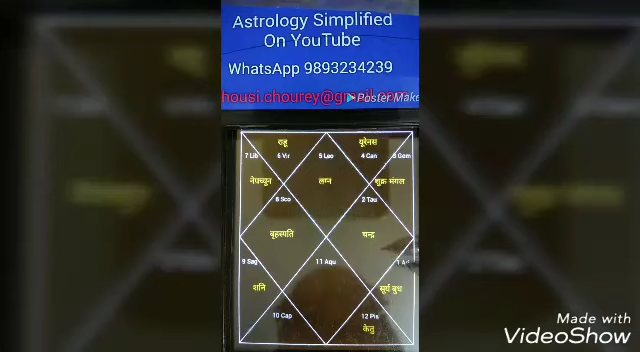 Astrology Simplified
On YouTube
WhatsApp 9893234239
Poster Make
राहू
यूरेनस
7 Lib
6 Vir
5 Leo
4 Can
3 Gem
नेपच्यून
लग्न
शुक्र मंगल
8 Sco
2 Tau
बृहस्पति
चन्द्र
9 Sag
11 Aqu
शनि
सूर्य बुध
10 Cap
12 Pis
केतु
Made with
VideoShow